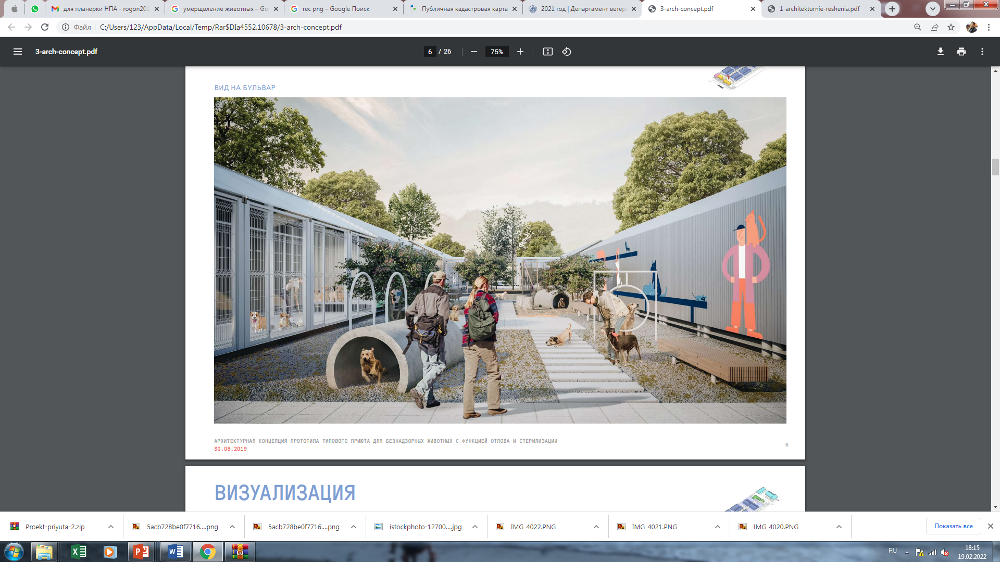 для планерки НПА - rogon201
умерщвление животных – Go
rec png – Google Поиск
Публичная кадастровая карта
2021 год | Департамент ветер
3-arch-concept.pdf
1-architekturnie-reshenia.pdf
Файл
C:/Users/123/AppData/Local/Temp/Rar$DIa4552.10678/3-arch-concept.pdf
3-arch-concept.pdf
6 / 26
75%
ВИД НА БУЛЬВАР
АРХИТЕКТУРНАЯ КОНЦЕПЦИЯ ПРОТОТИПА ТИПОВОГО ПРИЮТА ДЛЯ БЕЗНАДЗОРНЫХ ЖИВОТНЫХ С ФУНКЦИЕЙ ОТЛОВА И СТЕРИЛИЗАЦИИ
30.08.2019
6
ВИЗУАЛИЗАЦИЯ
Proekt-priyuta-2.zip
5acb728be0f7716....png
5acb728be0f7716....png
istockphoto-12700....jpg
IMG_4022.PNG
IMG_4021.PNG
IMG_4020.PNG
Показать все
RU
18:15
19.02.2022